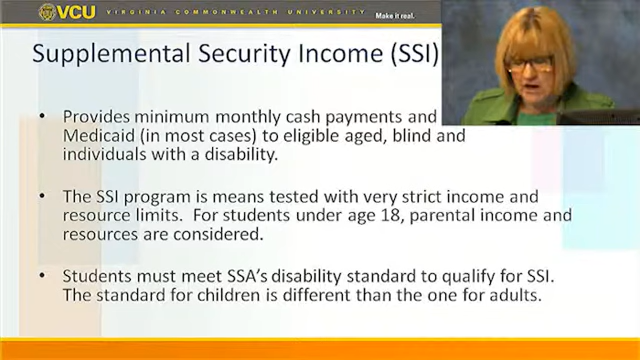 VCU VIRGINIA COMMONWEALTH UNIVERSITY
Make it real.
Supplemental Security Income (SSI)
• Provides minimum monthly cash payments and
Medicaid (in most cases) to eligible aged, blind and
individuals with a disability.
• The SSI program is means tested with very strict income and
resource limits. For students under age 18, parental income and
resources are considered.
• Students must meet SSA's disability standard to qualify for SSI.
The standard for children is different than the one for adults.